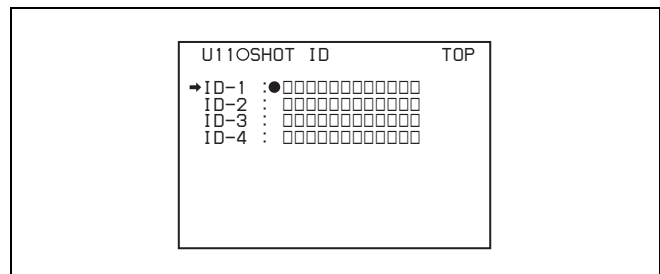 U11○SHOT ID TOP
➡ID-1 :●□□□□□□□□□□□□
ID-2 : □□□□□□□□□□□□
ID-3 : □□□□□□□□□□□□
ID-4 : □□□□□□□□□□□□